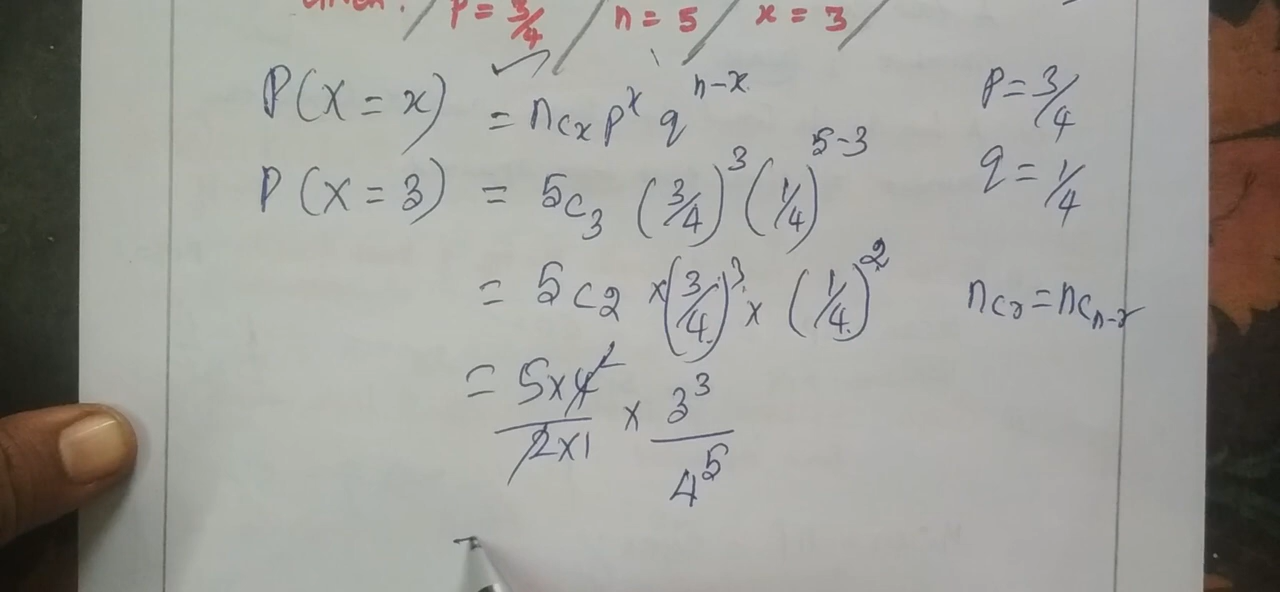 p = 3/4 / n = 5 / x = 3 /
P(X = x) = ncx p^x q^n-x p = 3/4
P(X = 3) = 5c3 (3/4)^3 (1/4)^5-3 q = 1/4
= 5c2 × (3/4)^3 × (1/4)^2 ncr = ncn-r
= 5×4 2 / 2×1 × 3^3 / 4^5